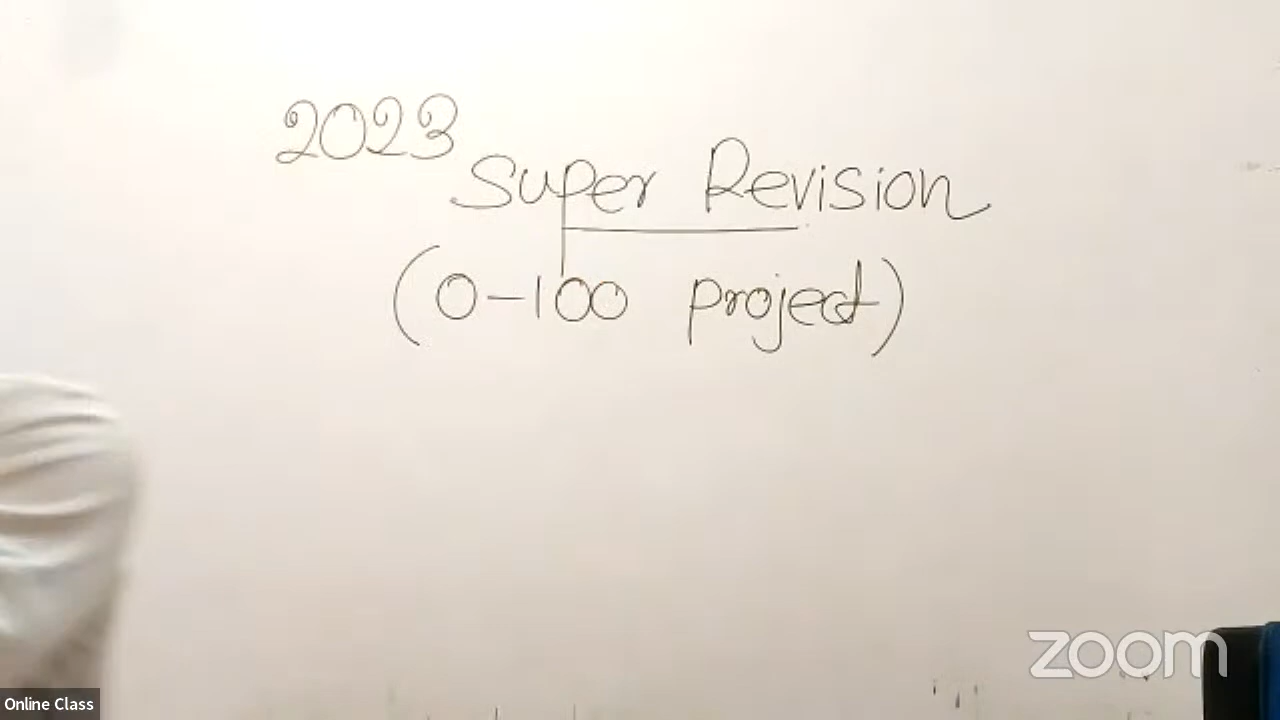 2023
Super Revision
(0-100 project)
zoom
Online Class